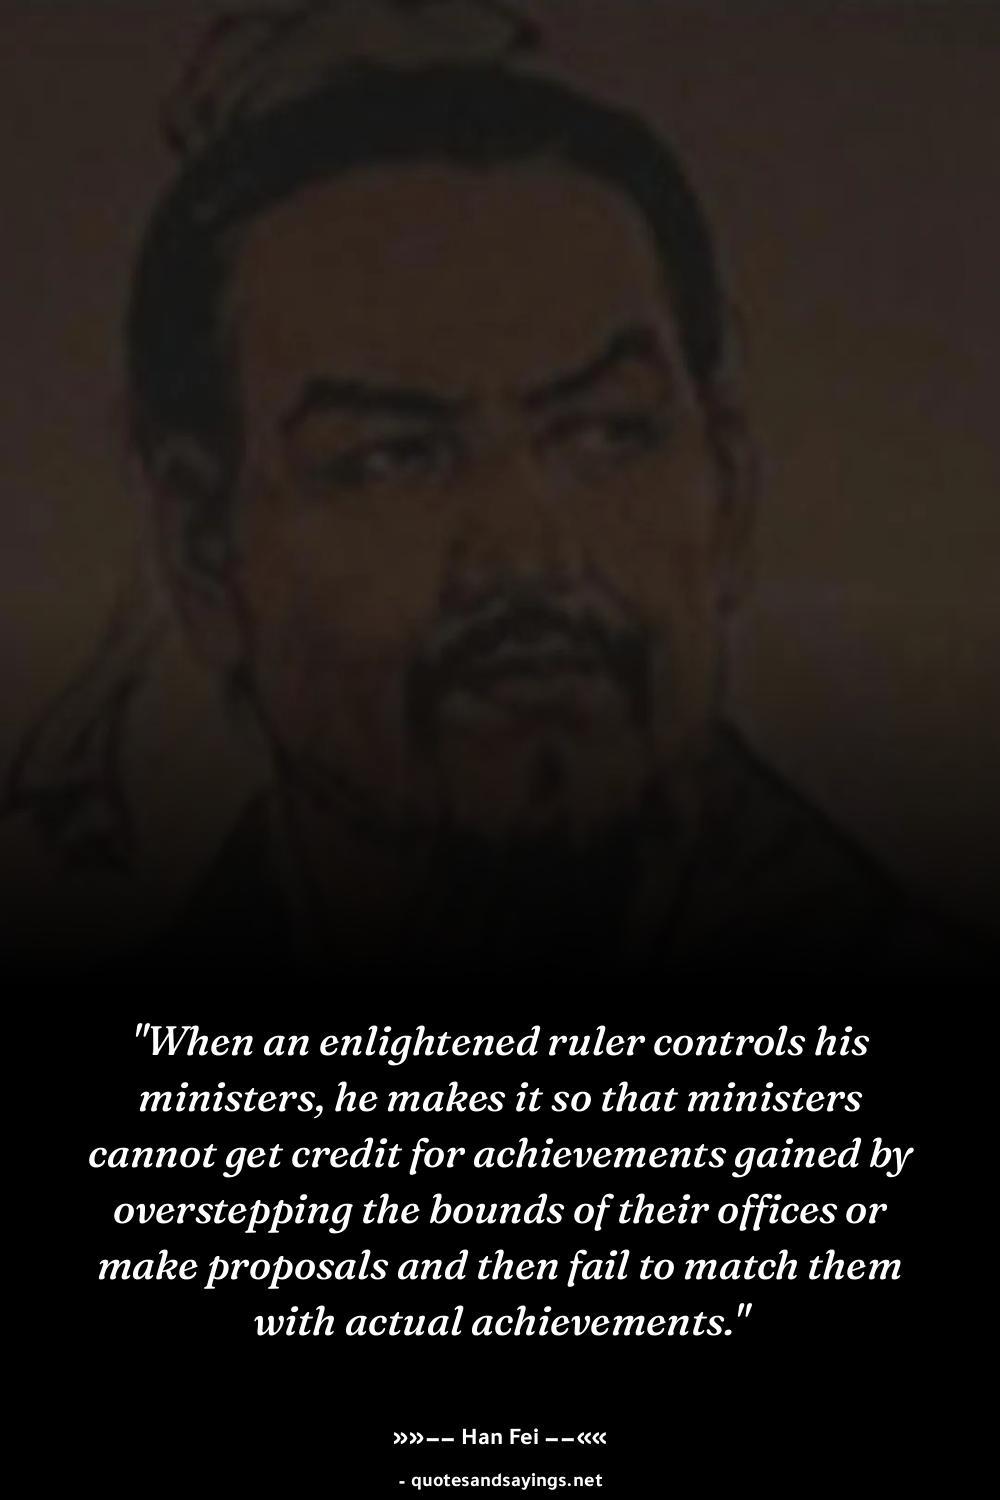 "When an enlightened ruler controls his
ministers, he makes it so that ministers
cannot get credit for achievements gained by
overstepping the bounds of their offices or
make proposals and then fail to match them
with actual achievements."
»»−− Han Fei −−««
- quotesandsayings.net